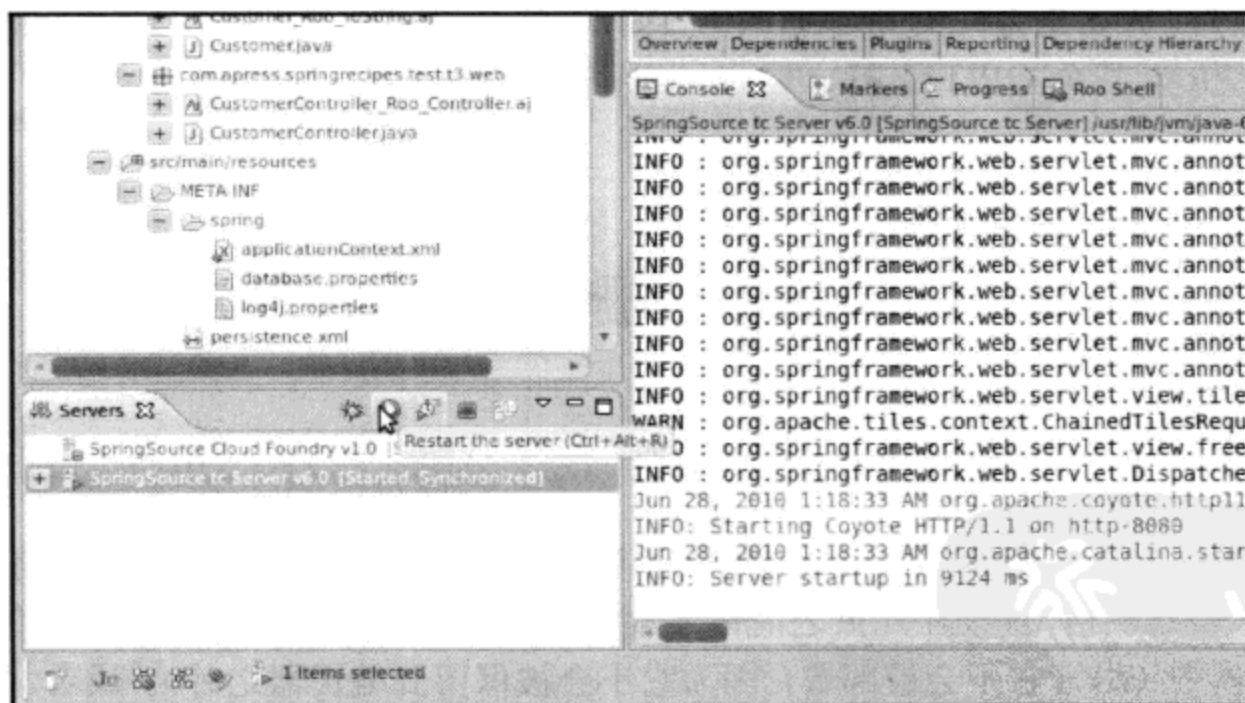 Customer_Roo_ToString.aj
Customer.java
com.apress.springrecipes.test.t3.web
CustomerController_Roo_Controller.aj
CustomerController.java
src/main/resources
META-INF
spring
applicationContext.xml
database.properties
log4j.properties
persistence.xml
Servers
Restart the server (Ctrl+Alt+R)
SpringSource Cloud Foundry v1.0
SpringSource tc Server v6.0 [Started, Synchronized]
1 items selected
Overview Dependencies Plugins Reporting Dependency Hierarchy
Console Markers Progress Roo Shell
SpringSource tc Server v6.0 [SpringSource tc Server] /usr/lib/jvm/java-6
INFO : org.springframework.web.servlet.mvc.annot
INFO : org.springframework.web.servlet.mvc.annot
INFO : org.springframework.web.servlet.mvc.annot
INFO : org.springframework.web.servlet.mvc.annot
INFO : org.springframework.web.servlet.mvc.annot
INFO : org.springframework.web.servlet.mvc.annot
INFO : org.springframework.web.servlet.mvc.annot
INFO : org.springframework.web.servlet.mvc.annot
INFO : org.springframework.web.servlet.mvc.annot
INFO : org.springframework.web.servlet.mvc.annot
INFO : org.springframework.web.servlet.view.tile
WARN : org.apache.tiles.context.ChainedTilesRequ
O : org.springframework.web.servlet.view.free
INFO : org.springframework.web.servlet.Dispatche
Jun 28, 2010 1:18:33 AM org.apache.coyote.http11
INFO: Starting Coyote HTTP/1.1 on http-8080
Jun 28, 2010 1:18:33 AM org.apache.catalina.star
INFO: Server startup in 9124 ms